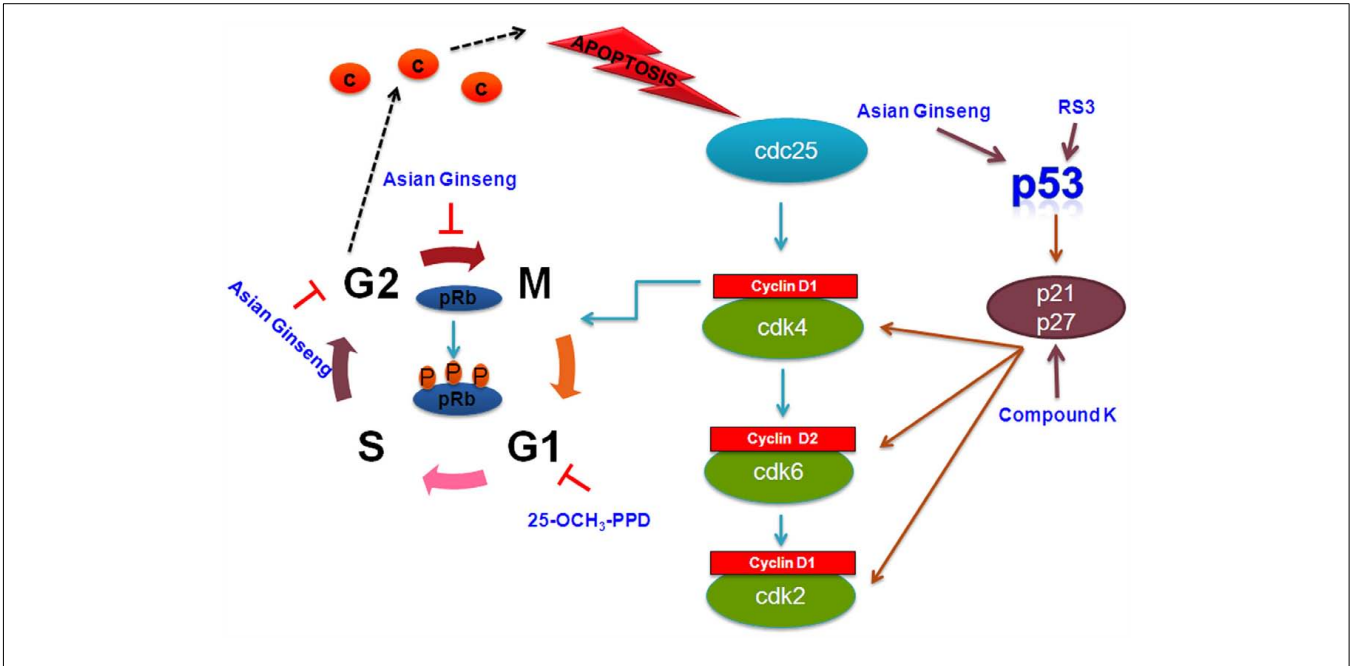 APOPTOSIS
c
c
c
cdc25
Asian Ginseng
RS3
p53
Asian Ginseng
G2
pRb
M
Asian Ginseng
P
P
P
pRb
S
G1
25-OCH₃-PPD
Cyclin D1
cdk4
p21
p27
Compound K
Cyclin D2
cdk6
Cyclin D1
cdk2